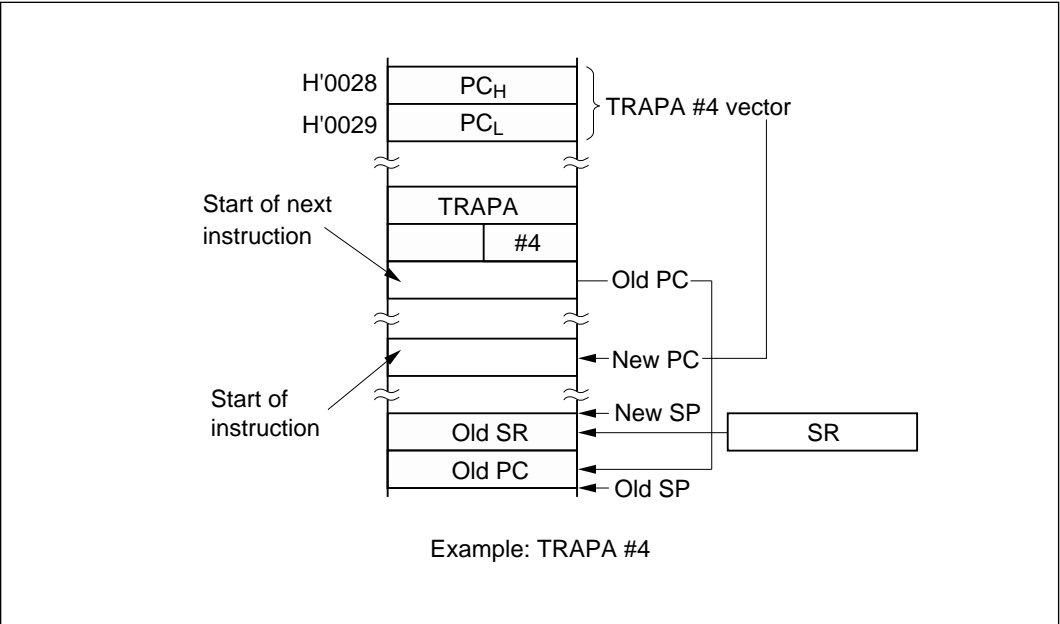 H'0028
PCH
H'0029
PCL
TRAPA #4 vector
Start of next
instruction
TRAPA
#4
Old PC
New PC
Start of
instruction
New SP
Old SR
SR
Old PC
Old SP
Example: TRAPA #4